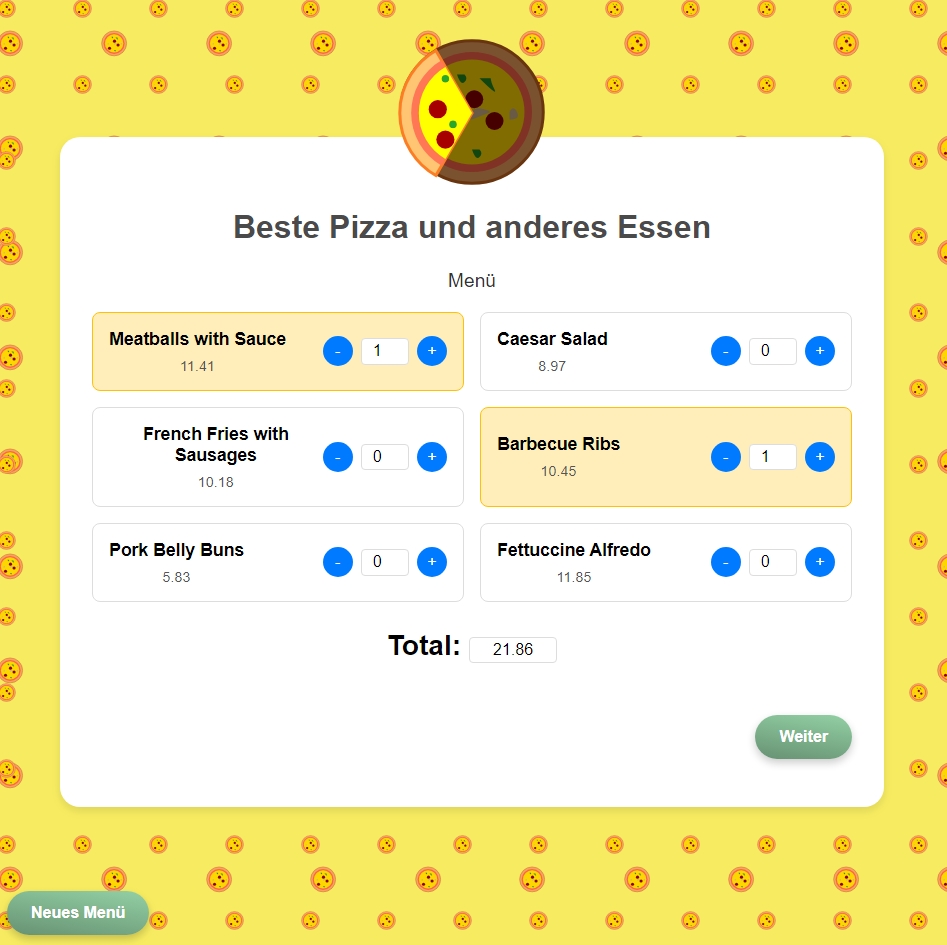 Beste Pizza und anderes Essen
Menü
Meatballs with Sauce
11.41
- 1 +
Caesar Salad
8.97
- 0 +
French Fries with
Sausages
10.18
- 0 +
Barbecue Ribs
10.45
- 1 +
Pork Belly Buns
5.83
- 0 +
Fettuccine Alfredo
11.85
- 0 +
Total: 21.86
Weiter
Neues Menü